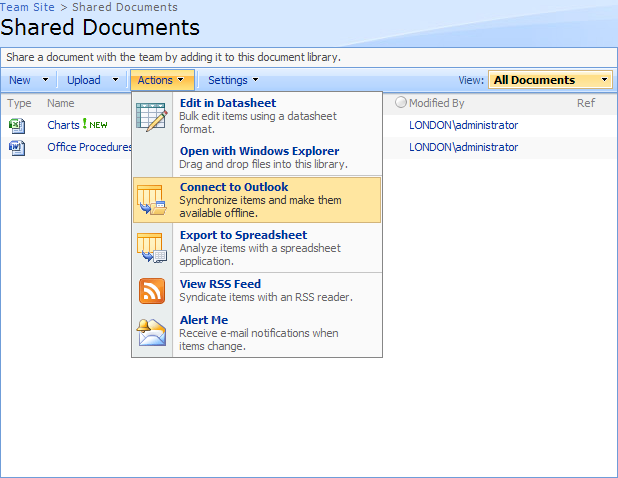 Team Site > Shared Documents
Shared Documents
Share a document with the team by adding it to this document library.
New Upload Actions Settings View: All Documents
Type Name Modified By Ref
Charts ! NEW LONDON\administrator
Office Procedures LONDON\administrator
Edit in Datasheet
Bulk edit items using a datasheet
format.
Open with Windows Explorer
Drag and drop files into this library.
Connect to Outlook
Synchronize items and make them
available offline.
Export to Spreadsheet
Analyze items with a spreadsheet
application.
View RSS Feed
Syndicate items with an RSS reader.
Alert Me
Receive e-mail notifications when
items change.